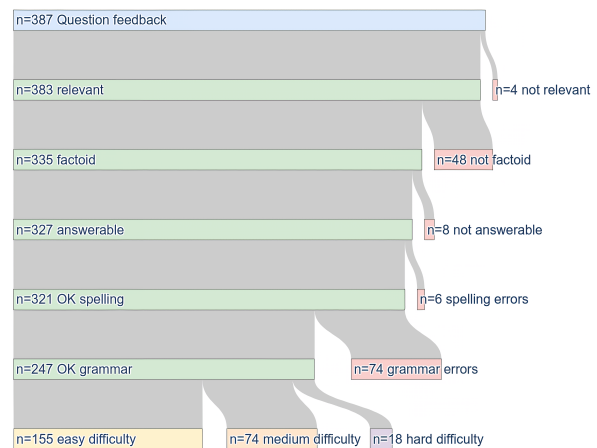 n=387 Question feedback
n=383 relevant
n=4 not relevant
n=335 factoid
n=48 not factoid
n=327 answerable
n=8 not answerable
n=321 OK spelling
n=6 spelling errors
n=247 OK grammar
n=74 grammar errors
n=155 easy difficulty
n=74 medium difficulty
n=18 hard difficulty